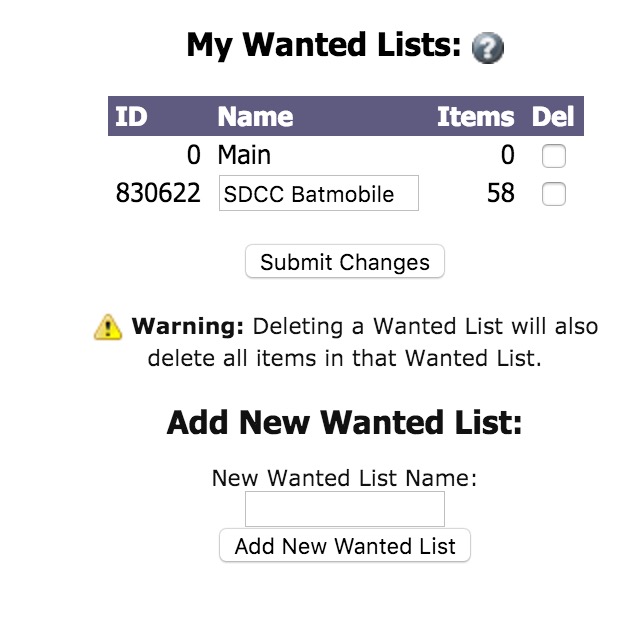 My Wanted Lists: ?
ID Name Items Del
0 Main 0
830622 SDCC Batmobile 58
Submit Changes
! Warning: Deleting a Wanted List will also
delete all items in that Wanted List.
Add New Wanted List:
New Wanted List Name:
Add New Wanted List